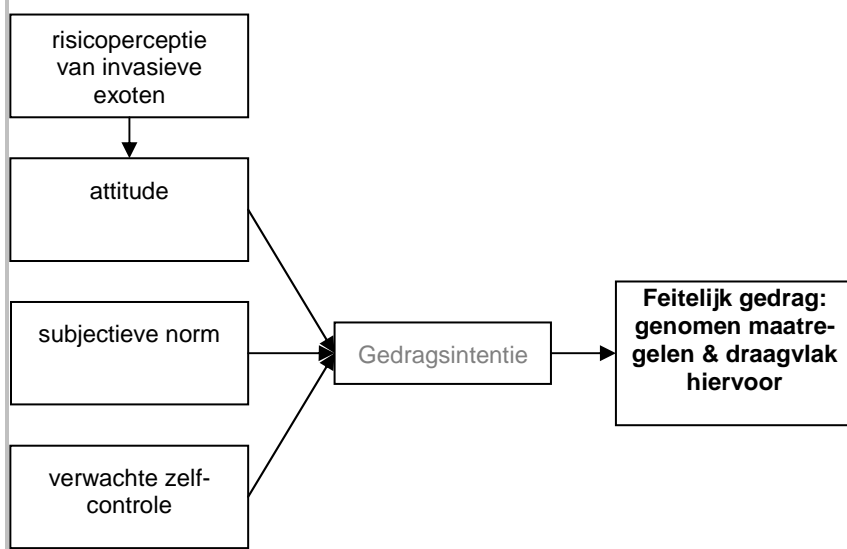 risicoperceptie
van invasieve
exoten
attitude
subjectieve norm
verwachte zelf-
controle
Gedragsintentie
Feitelijk gedrag:
genomen maatre-
gelen & draagvlak
hiervoor